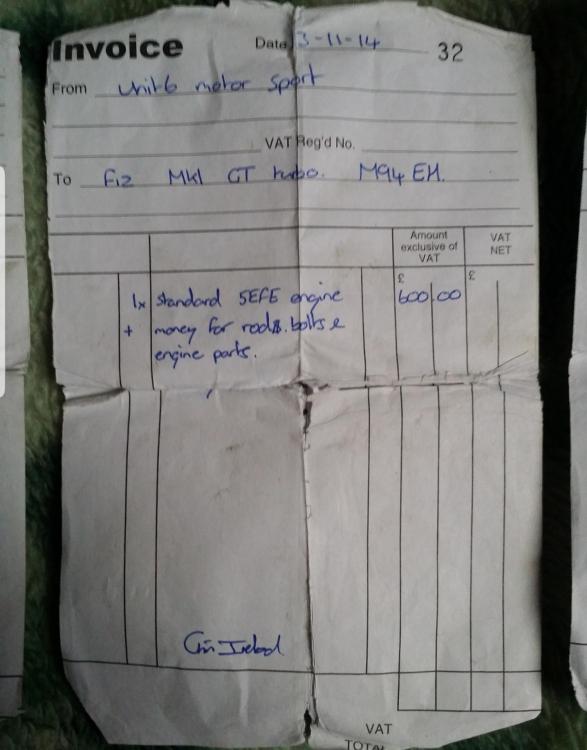 Invoice Date 3-11-14 32
From Unit 6 motor sport
VAT Reg'd No.
To Fiz Mk1 GT turbo. M94 EH.
Amount exclusive of VAT
VAT NET
£ £
1x standard 5EFE engine 600.00
+ money for rods. bolts &
engine parts.
VAT
TOTAL